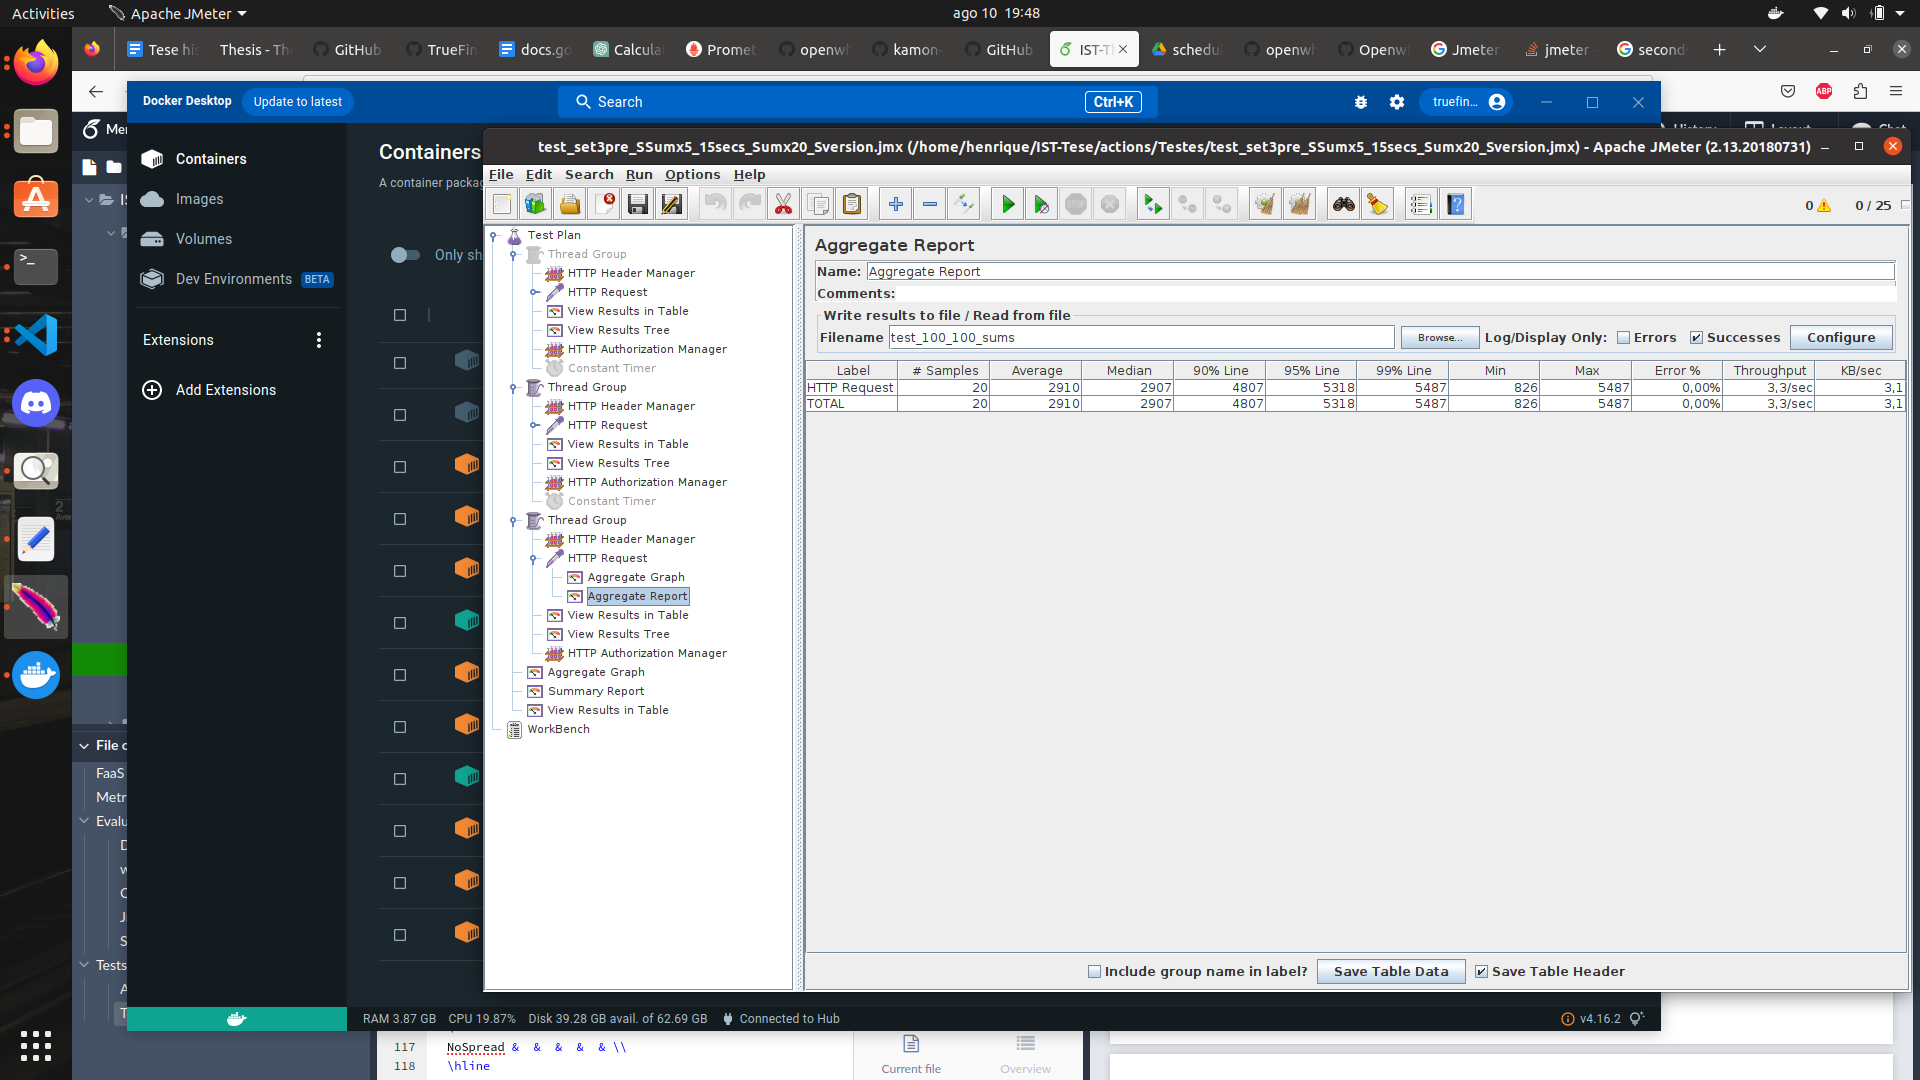 Activities
Apache JMeter
ago 10 19:48
Tese his
Thesis - Th
GitHub
TrueFin
docs.go
Calcula
Promet
openwh
kamon-
GitHub
IST-Th
schedul
openwh
Openw
Jmeter
jmeter
second
Docker Desktop
Update to latest
Search
Ctrl+K
truefin...
ABP
Containers
Images
Volumes
Dev Environments
BETA
Extensions
Add Extensions
Containers
A container packag
Only sh
test_set3pre_SSumx5_15secs_Sumx20_Sversion.jmx (/home/henrique/IST-Tese/actions/Testes/test_set3pre_SSumx5_15secs_Sumx20_Sversion.jmx) - Apache JMeter (2.13.20180731)
File Edit Search Run Options Help
0
0 / 25
Test Plan
Thread Group
HTTP Header Manager
HTTP Request
View Results in Table
View Results Tree
HTTP Authorization Manager
Constant Timer
Thread Group
HTTP Header Manager
HTTP Request
View Results in Table
View Results Tree
HTTP Authorization Manager
Constant Timer
Thread Group
HTTP Header Manager
HTTP Request
Aggregate Graph
Aggregate Report
View Results in Table
View Results Tree
HTTP Authorization Manager
Aggregate Graph
Summary Report
View Results in Table
WorkBench
Aggregate Report
Name: Aggregate Report
Comments:
Write results to file / Read from file
Filename test_100_100_sums Browse... Log/Display Only: Errors Successes Configure
Label # Samples Average Median 90% Line 95% Line 99% Line Min Max Error % Throughput KB/sec
HTTP Request 20 2910 2907 4807 5318 5487 826 5487 0,00% 3,3/sec 3,1
TOTAL 20 2910 2907 4807 5318 5487 826 5487 0,00% 3,3/sec 3,1
Include group name in label? Save Table Data Save Table Header
File o
FaaS
Metr
Evalu
Tests
RAM 3.87 GB CPU 19.87% Disk 39.28 GB avail. of 62.69 GB Connected to Hub
v4.16.2
117 NoSpread & & & & & \\
118 \hline
Current file
Overview